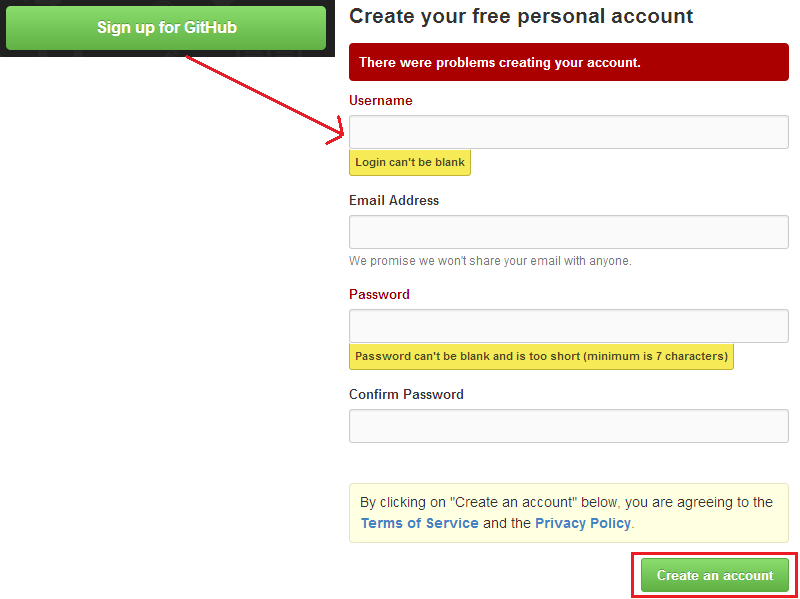 Sign up for GitHub
Create your free personal account
There were problems creating your account.
Username
Login can't be blank
Email Address
We promise we won't share your email with anyone.
Password
Password can't be blank and is too short (minimum is 7 characters)
Confirm Password
By clicking on "Create an account" below, you are agreeing to the
Terms of Service and the Privacy Policy.
Create an account